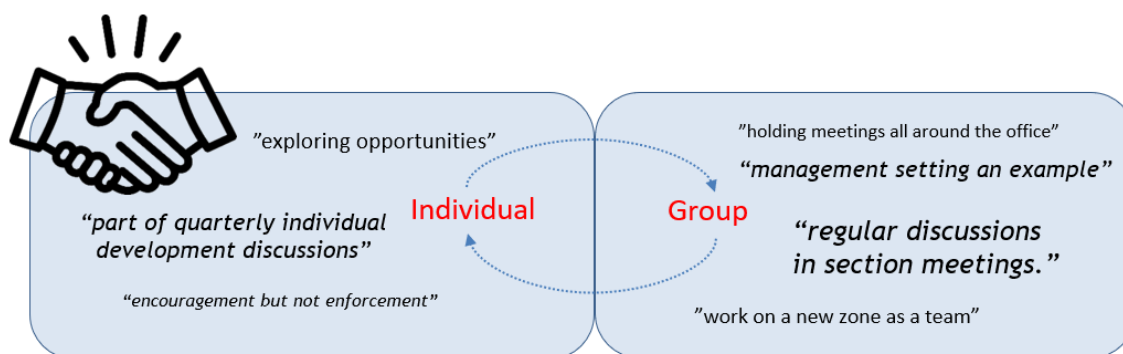 ”exploring opportunities”
Individual
“part of quarterly individual
development discussions”
“encouragement but not enforcement”
”holding meetings all around the office”
“management setting an example”
Group
“regular discussions
in section meetings.”
”work on a new zone as a team”